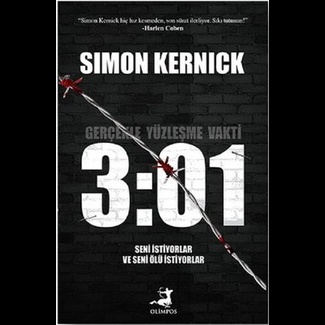 "Simon Kernick hiç hız kesmeden, son sürat ilerliyor. Sıkı tutunun!"
-Harlen Coben
SIMON KERNICK
GERÇEKLE YÜZLEŞME VAKTİ
3:01
SENİ İSTİYORLAR
VE SENİ ÖLÜ İSTİYORLAR
OLİMPOS